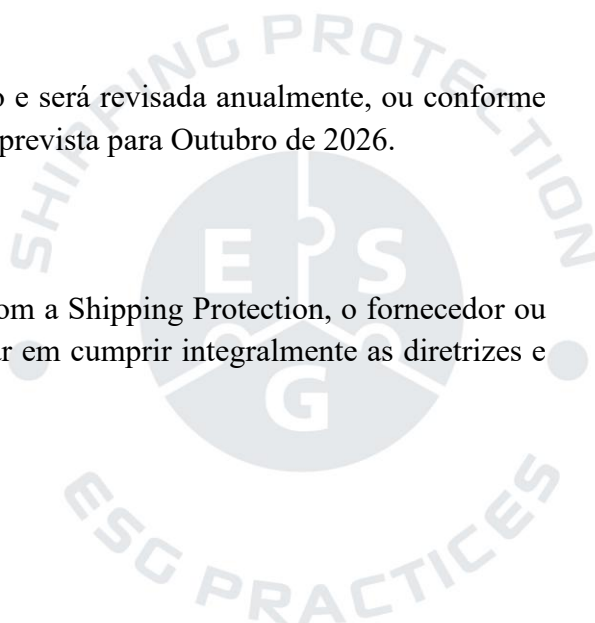 o e será revisada anualmente, ou conforme
prevista para Outubro de 2026.
om a Shipping Protection, o fornecedor ou
ar em cumprir integralmente as diretrizes e
SHIPPING PROTECTION
E S
G
ESG PRACTICES